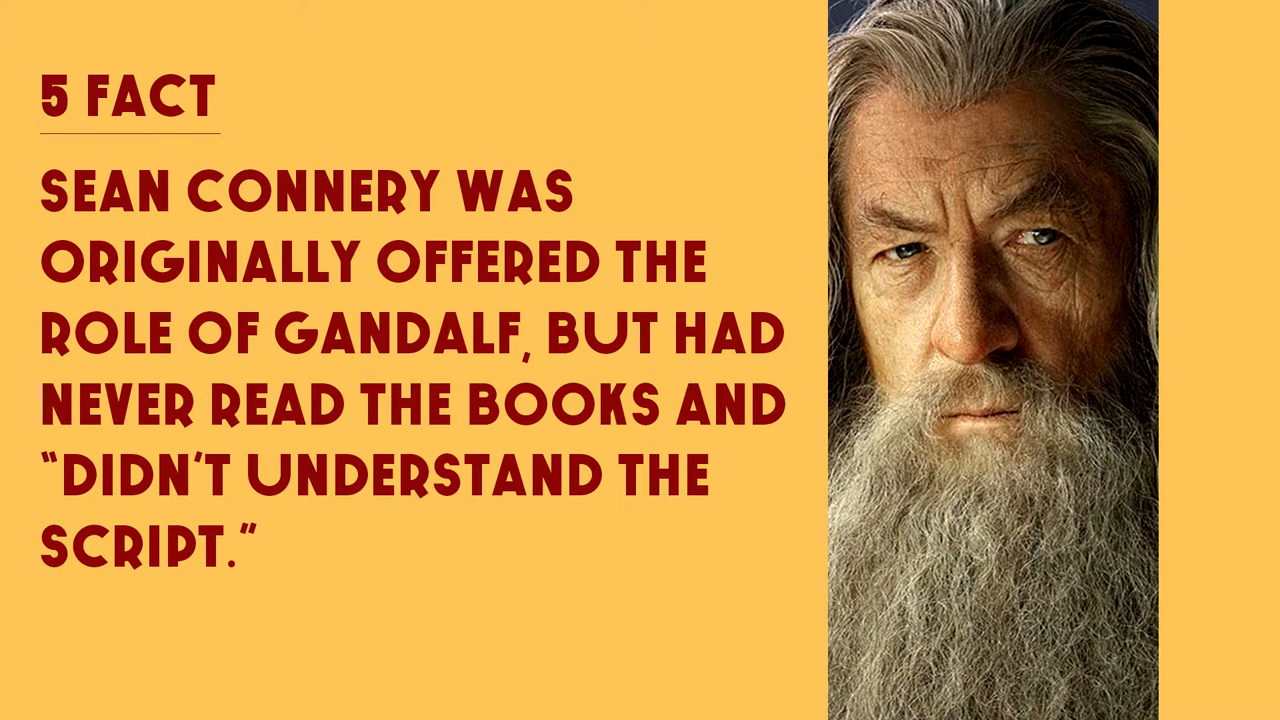 5 FACT
SEAN CONNERY WAS
ORIGINALLY OFFERED THE
ROLE OF GANDALF, BUT HAD
NEVER READ THE BOOKS AND
“DIDN’T UNDERSTAND THE
SCRIPT.”